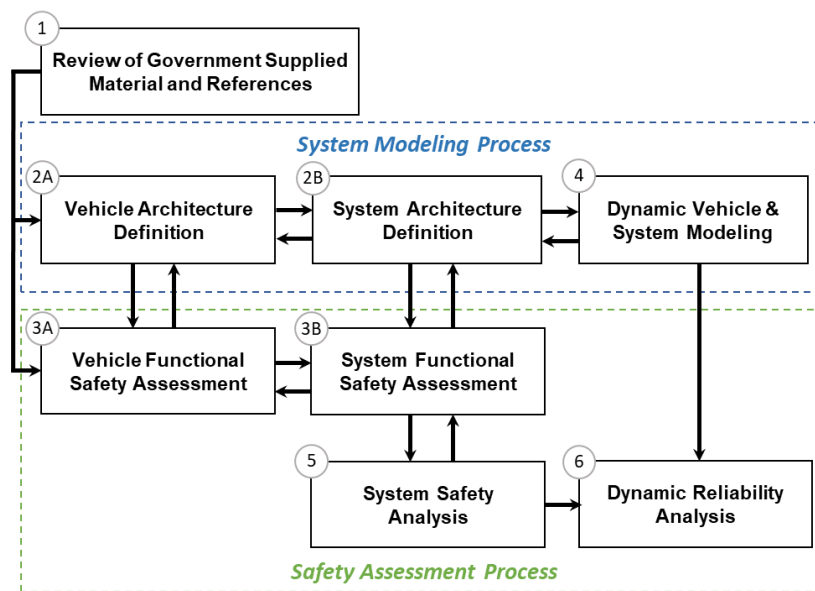 1
Review of Government Supplied
Material and References
System Modeling Process
2A
Vehicle Architecture
Definition
2B
System Architecture
Definition
4
Dynamic Vehicle &
System Modeling
3A
Vehicle Functional
Safety Assessment
3B
System Functional
Safety Assessment
5
System Safety
Analysis
6
Dynamic Reliability
Analysis
Safety Assessment Process